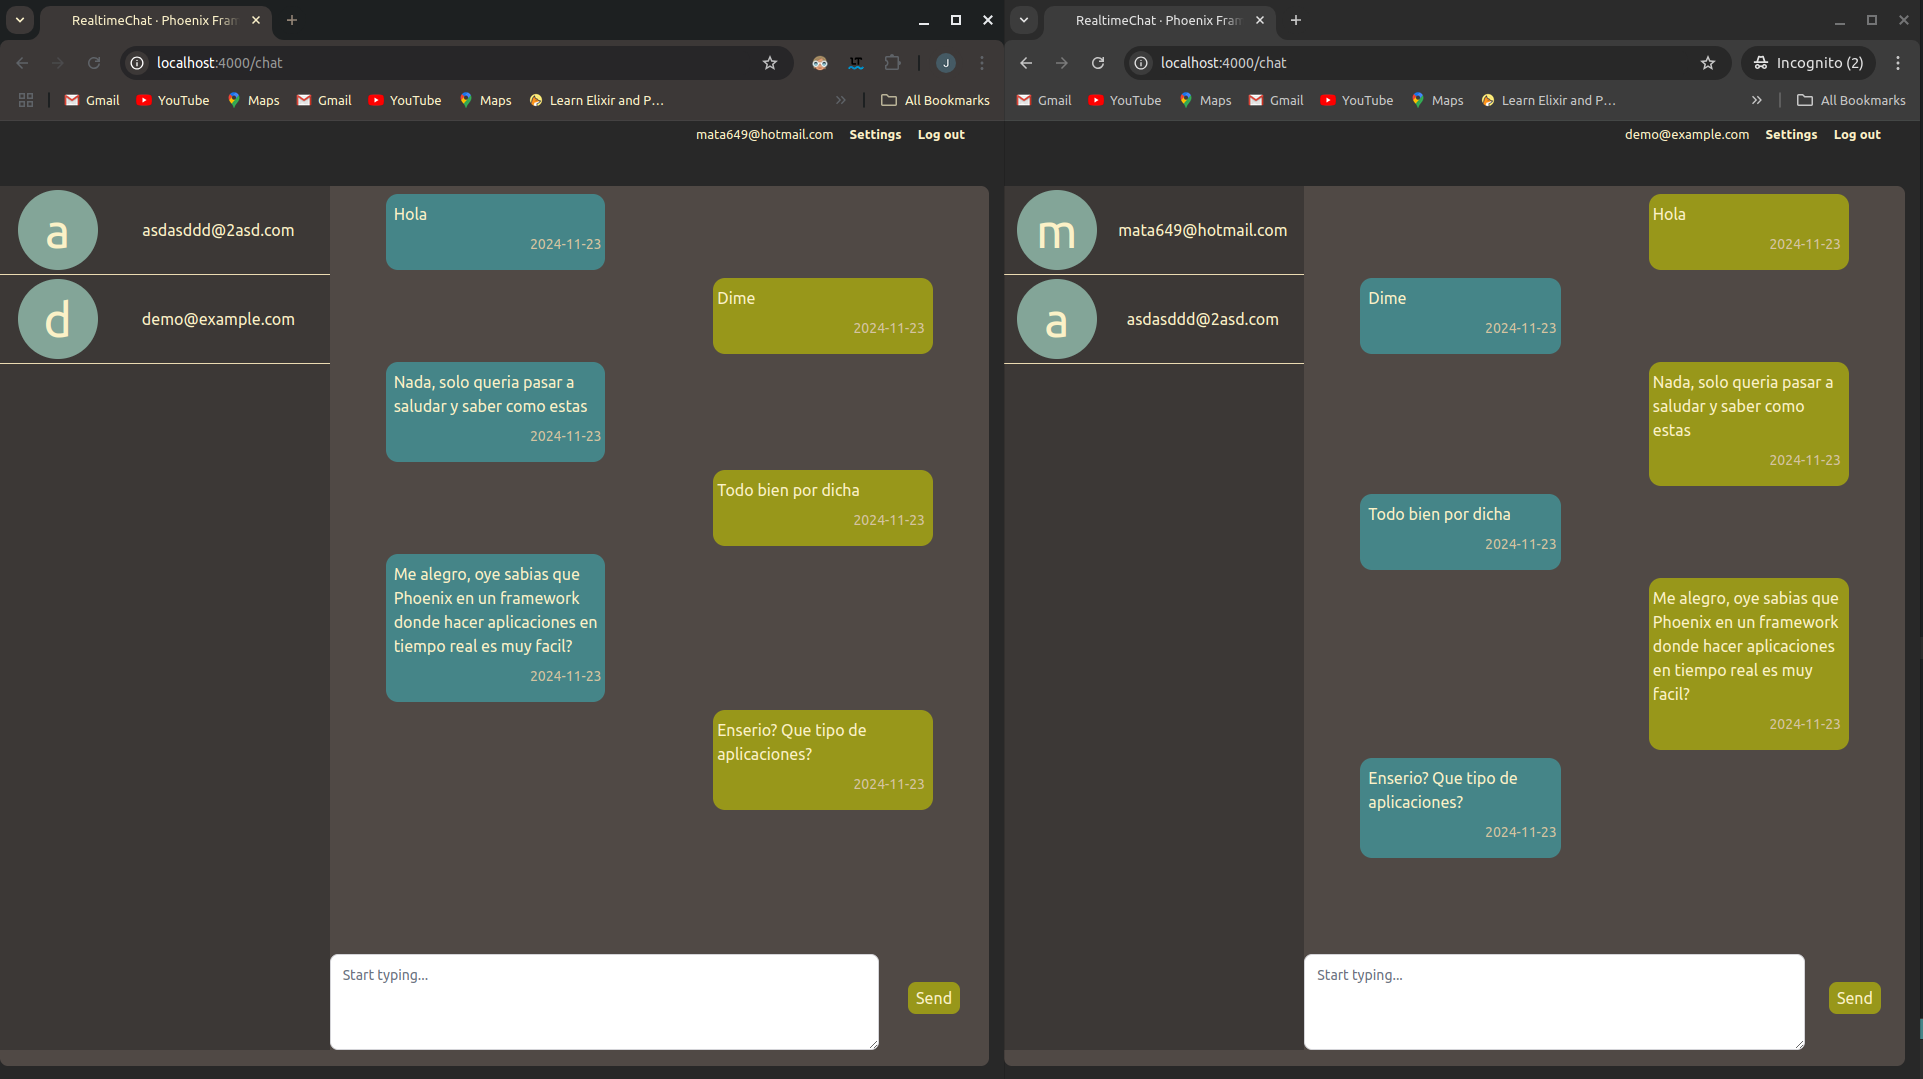 RealtimeChat · Phoenix Fram
localhost:4000/chat
J
Gmail YouTube Maps Gmail YouTube Maps Learn Elixir and P... All Bookmarks
mata649@hotmail.com Settings Log out
a
asdasddd@2asd.com
d
demo@example.com
Hola
2024-11-23
Dime
2024-11-23
Nada, solo queria pasar a
saludar y saber como estas
2024-11-23
Todo bien por dicha
2024-11-23
Me alegro, oye sabias que
Phoenix en un framework
donde hacer aplicaciones en
tiempo real es muy facil?
2024-11-23
Enserio? Que tipo de
aplicaciones?
2024-11-23
Start typing...
Send
RealtimeChat · Phoenix Fram
localhost:4000/chat
Incognito (2)
Gmail YouTube Maps Gmail YouTube Maps Learn Elixir and P... All Bookmarks
demo@example.com Settings Log out
m
mata649@hotmail.com
a
asdasddd@2asd.com
Hola
2024-11-23
Dime
2024-11-23
Nada, solo queria pasar a
saludar y saber como
estas
2024-11-23
Todo bien por dicha
2024-11-23
Me alegro, oye sabias que
Phoenix en un framework
donde hacer aplicaciones
en tiempo real es muy
facil?
2024-11-23
Enserio? Que tipo de
aplicaciones?
2024-11-23
Start typing...
Send